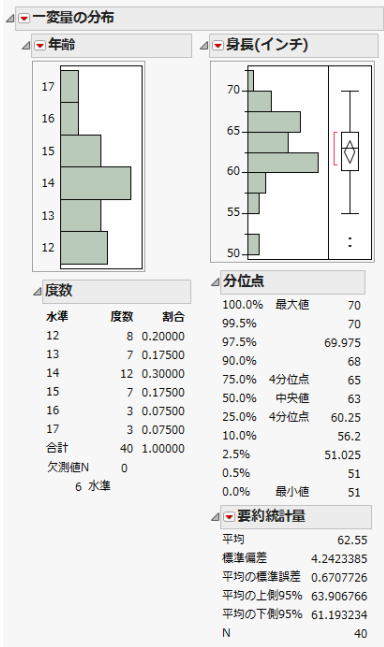 一変量の分布
年齢
17
16
15
14
13
12
度数
水準 度数 割合
12 8 0.20000
13 7 0.17500
14 12 0.30000
15 7 0.17500
16 3 0.07500
17 3 0.07500
合計 40 1.00000
欠測値N 0
6 水準
身長(インチ)
70
65
60
55
50
分位点
100.0% 最大値 70
99.5% 70
97.5% 69.975
90.0% 68
75.0% 4分位点 65
50.0% 中央値 63
25.0% 4分位点 60.25
10.0% 56.2
2.5% 51.025
0.5% 51
0.0% 最小値 51
要約統計量
平均 62.55
標準偏差 4.2423385
平均の標準誤差 0.6707726
平均の上側95% 63.906766
平均の下側95% 61.193234
N 40